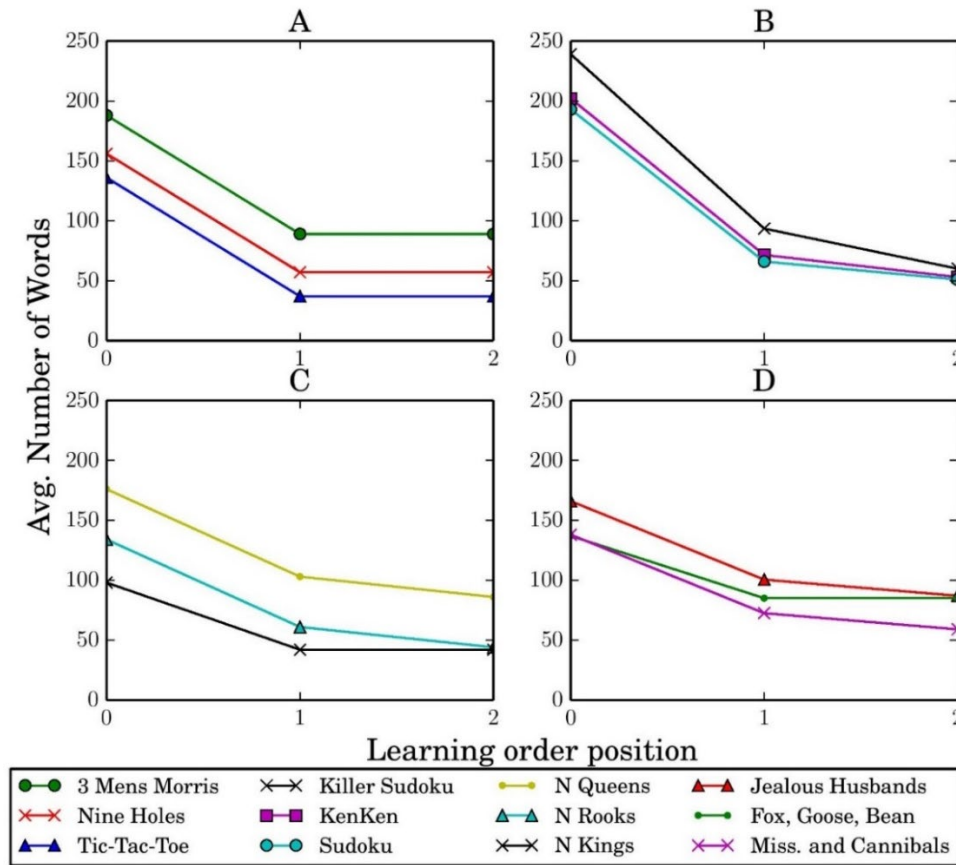 A
B
250
200
150
100
50
0
0 1 2
250
200
150
100
50
0
0 1 2
Avg. Number of Words
C
D
250
200
150
100
50
0
0 1 2
250
200
150
100
50
0
0 1 2
Learning order position
3 Mens Morris
Nine Holes
Tic-Tac-Toe
Killer Sudoku
KenKen
Sudoku
N Queens
N Rooks
N Kings
Jealous Husbands
Fox, Goose, Bean
Miss. and Cannibals